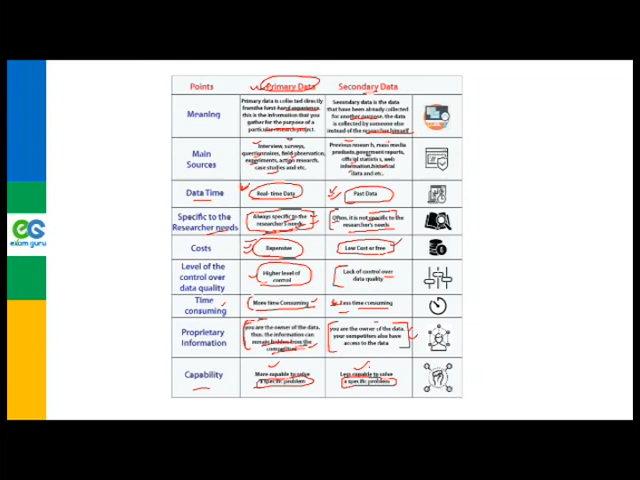 Points Primary Data Secondary Data
Meaning
Primary data is collected directly
from the first-hand experience
this is the information that you
gather for the purpose of a
particular research project.
Secondary data is the data
that have been already collected
for another purpose. the data
is collected by someone else
instead of the researcher himself
Main
Sources
Interview, surveys,
questionnaires, field observation,
experiments, action research,
case studies and etc.
Previous research, mass media
products, government reports,
official statistics, web
information, historical
data and etc.
Data Time
Real-time Data
Past Data
Specific to the
Researcher needs
Always specific to the
researcher's needs
Often, it is not specific to the
researcher's needs
Costs
Expensive
Low Cost or free
Level of the
control over
data quality
Higher level of
control
Lack of control over
data quality
Time
consuming
More time Consuming
Less time consuming
Proprietary
Information
you are the owner of the data.
thus, the information can
remain hidden from the
competitors
you are the owner of the data.
your competitors also have
access to the data
Capability
More capable to solve
a specific problem
Less capable to solve
a specific problem
eG
exam guru